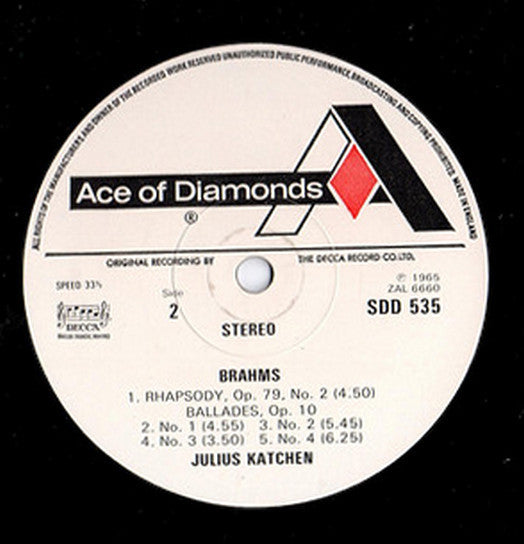 ALL RIGHTS OF THE MANUFACTURERS AND OWNER OF THE RECORDED WORK RESERVED UNAUTHORIZED PUBLIC PERFORMANCE, BROADCASTING AND COPYING PROHIBITED. MADE IN ENGLAND
Ace of Diamonds
®
ORIGINAL RECORDING BY THE DECCA RECORD CO. LTD.
SPEED 33⅓
Side
2
DECCA
STEREO
℗ 1965
ZAL 6660
SDD 535
BRAHMS
1. RHAPSODY, Op. 79, No. 2 (4.50)
BALLADES, Op. 10
2. No. 1 (4.55) 3. No. 2 (5.45)
4. No. 3 (3.50) 5. No. 4 (6.25)
JULIUS KATCHEN